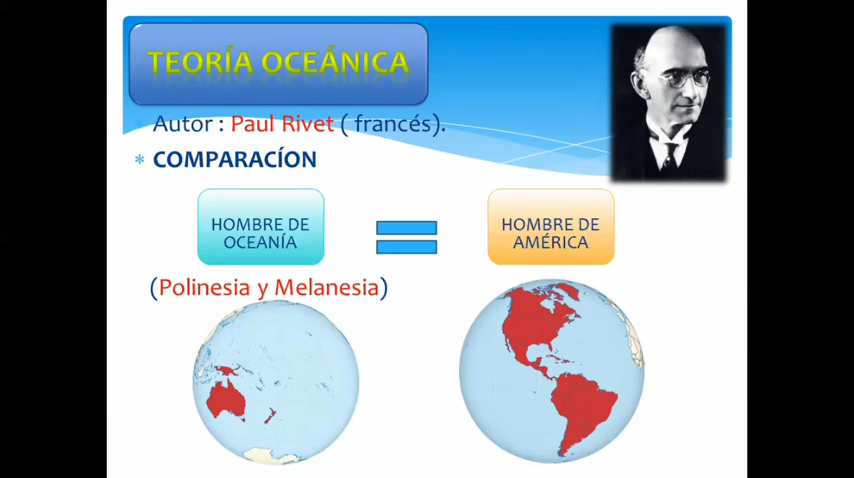 TEORÍA OCEÁNICA
Autor : Paul Rivet ( francés).
* COMPARACÍON
HOMBRE DE
OCEANÍA
HOMBRE DE
AMÉRICA
(Polinesia y Melanesia)